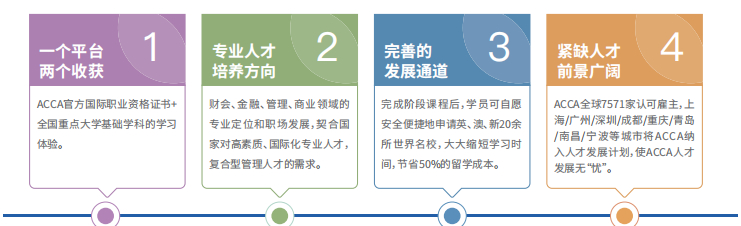 一个平台
两个收获
1
ACCA官方国际职业资格证书+
全国重点大学基础学科的学习
体验。
专业人才
培养方向
2
财会、金融、管理、商业领域的
专业定位和职场发展,契合国
家对高素质、国际化专业人才,
复合型管理人才的需求。
完善的
发展通道
3
完成阶段课程后,学员可自愿
安全便捷地申请英、澳、新20余
所世界名校,大大缩短学习时
间,节省50%的留学成本。
紧缺人才
前景广阔
4
ACCA全球7571家认可雇主,上
海/广州/深圳/成都/重庆/青岛
/南昌/宁波等城市将ACCA纳
入人才发展计划,使ACCA人才
发展无“忧”。